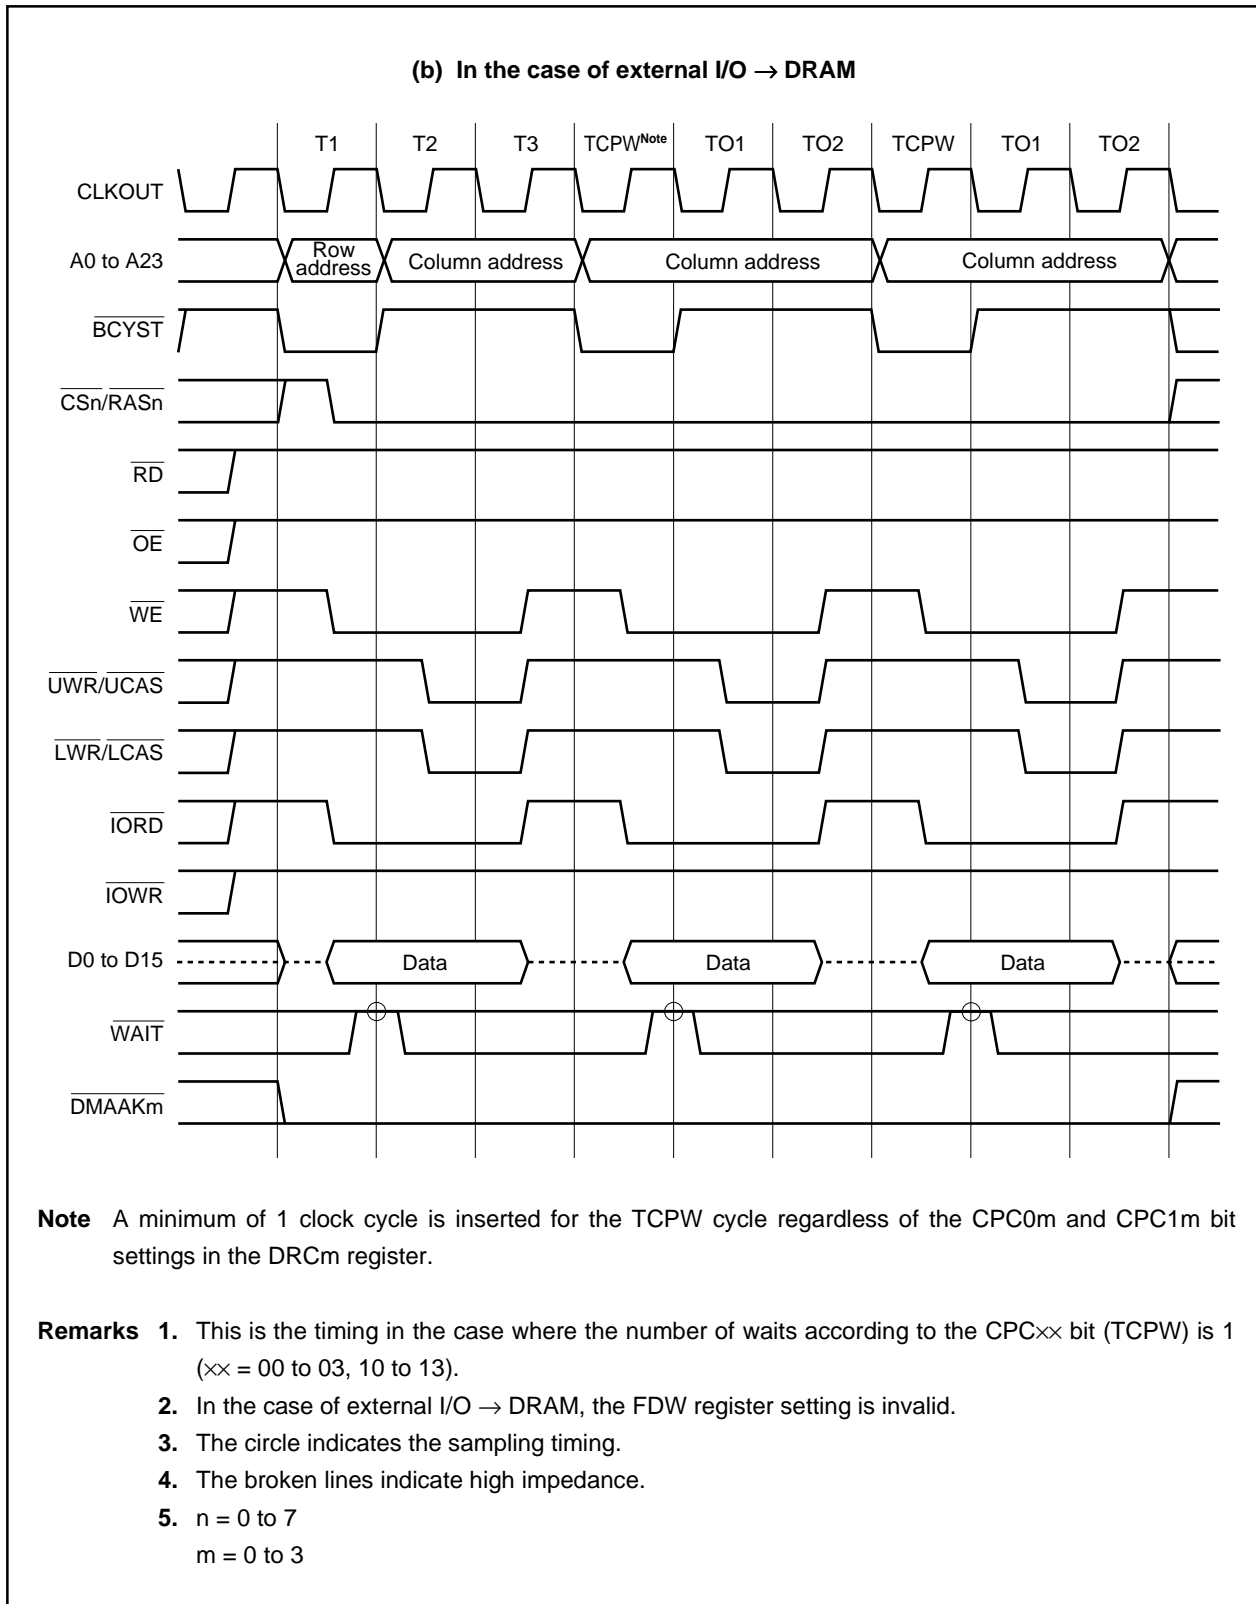 (b) In the case of external I/O → DRAM
T1 T2 T3 TCPWNote TO1 TO2 TCPW TO1 TO2
CLKOUT
A0 to A23
Row address
Column address
Column address
Column address
BCYST
CSn/RASn
RD
OE
WE
UWR/UCAS
LWR/LCAS
IORD
IOWR
D0 to D15
Data
Data
Data
WAIT
DMAAKm
Note A minimum of 1 clock cycle is inserted for the TCPW cycle regardless of the CPC0m and CPC1m bit
settings in the DRCm register.
Remarks 1. This is the timing in the case where the number of waits according to the CPC×× bit (TCPW) is 1
(×× = 00 to 03, 10 to 13).
2. In the case of external I/O → DRAM, the FDW register setting is invalid.
3. The circle indicates the sampling timing.
4. The broken lines indicate high impedance.
5. n = 0 to 7
m = 0 to 3